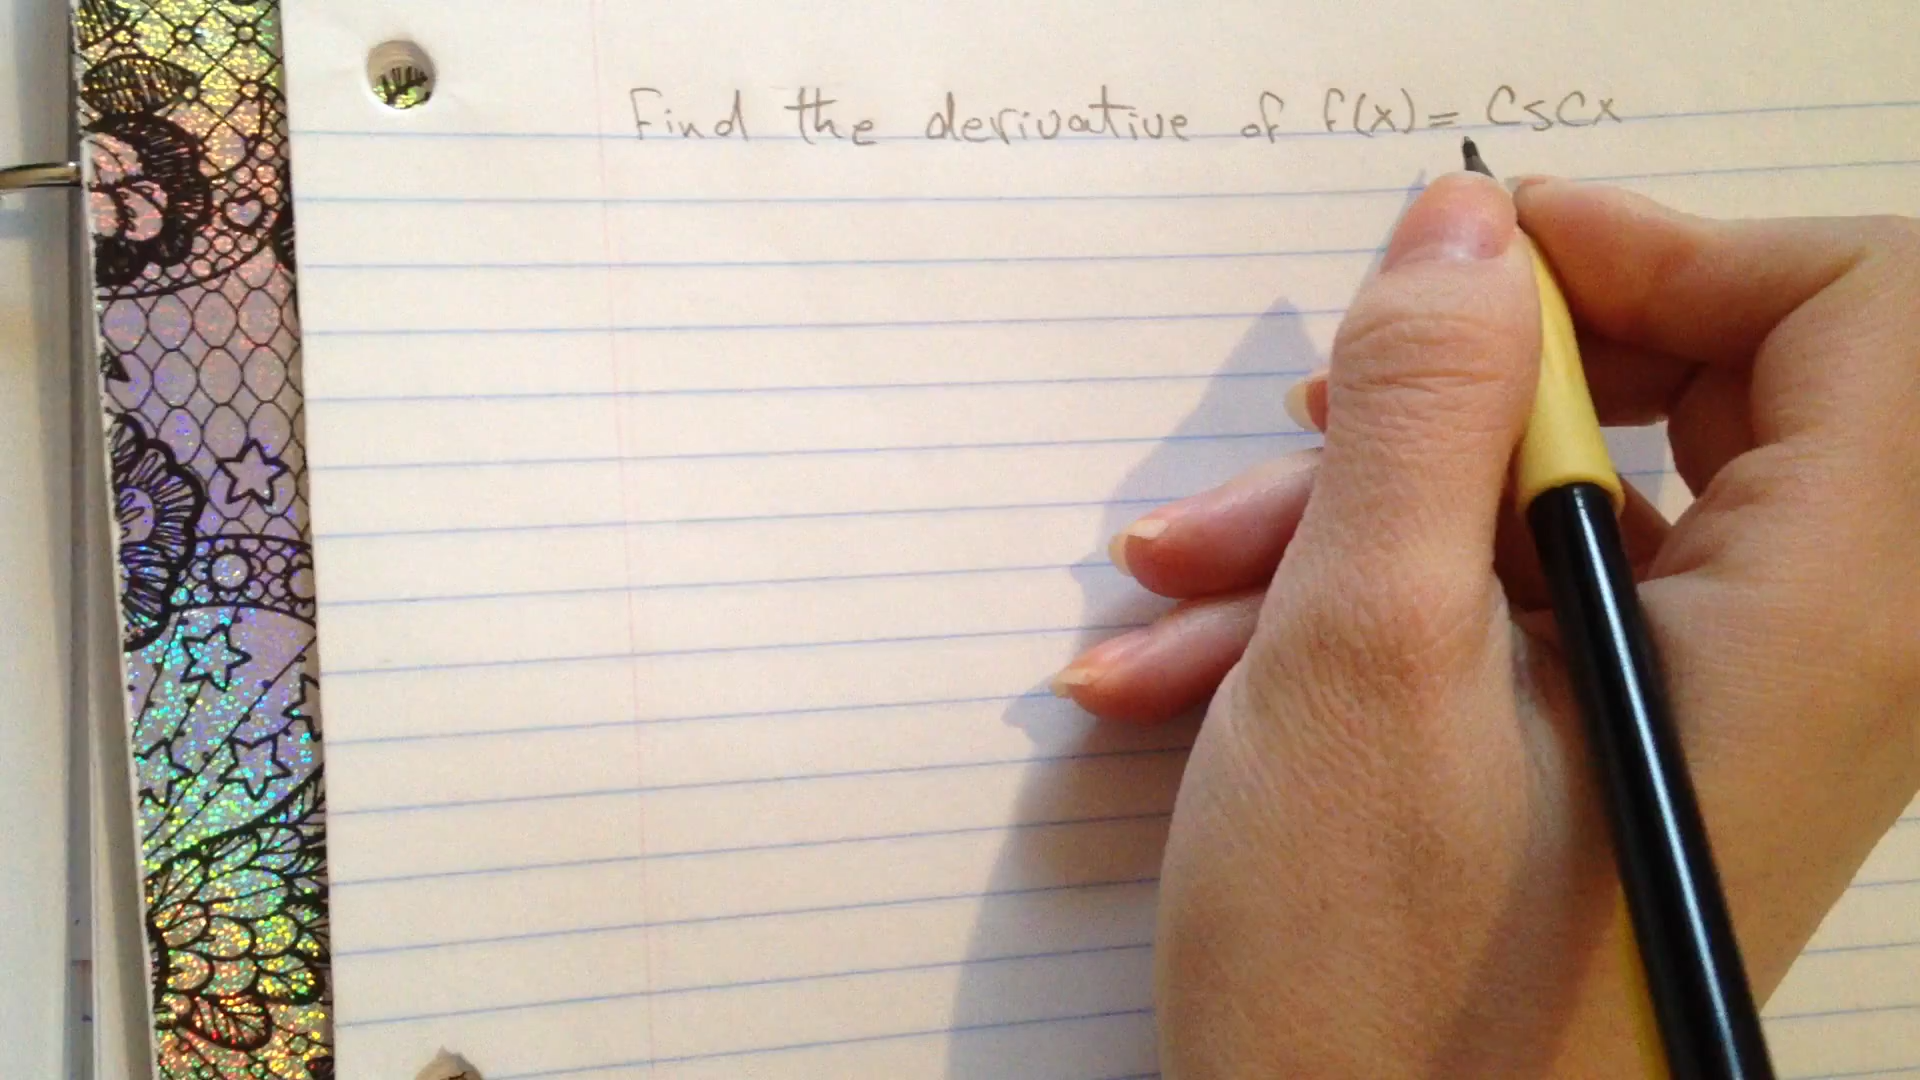 Find the derivative of f(x) = Cscx